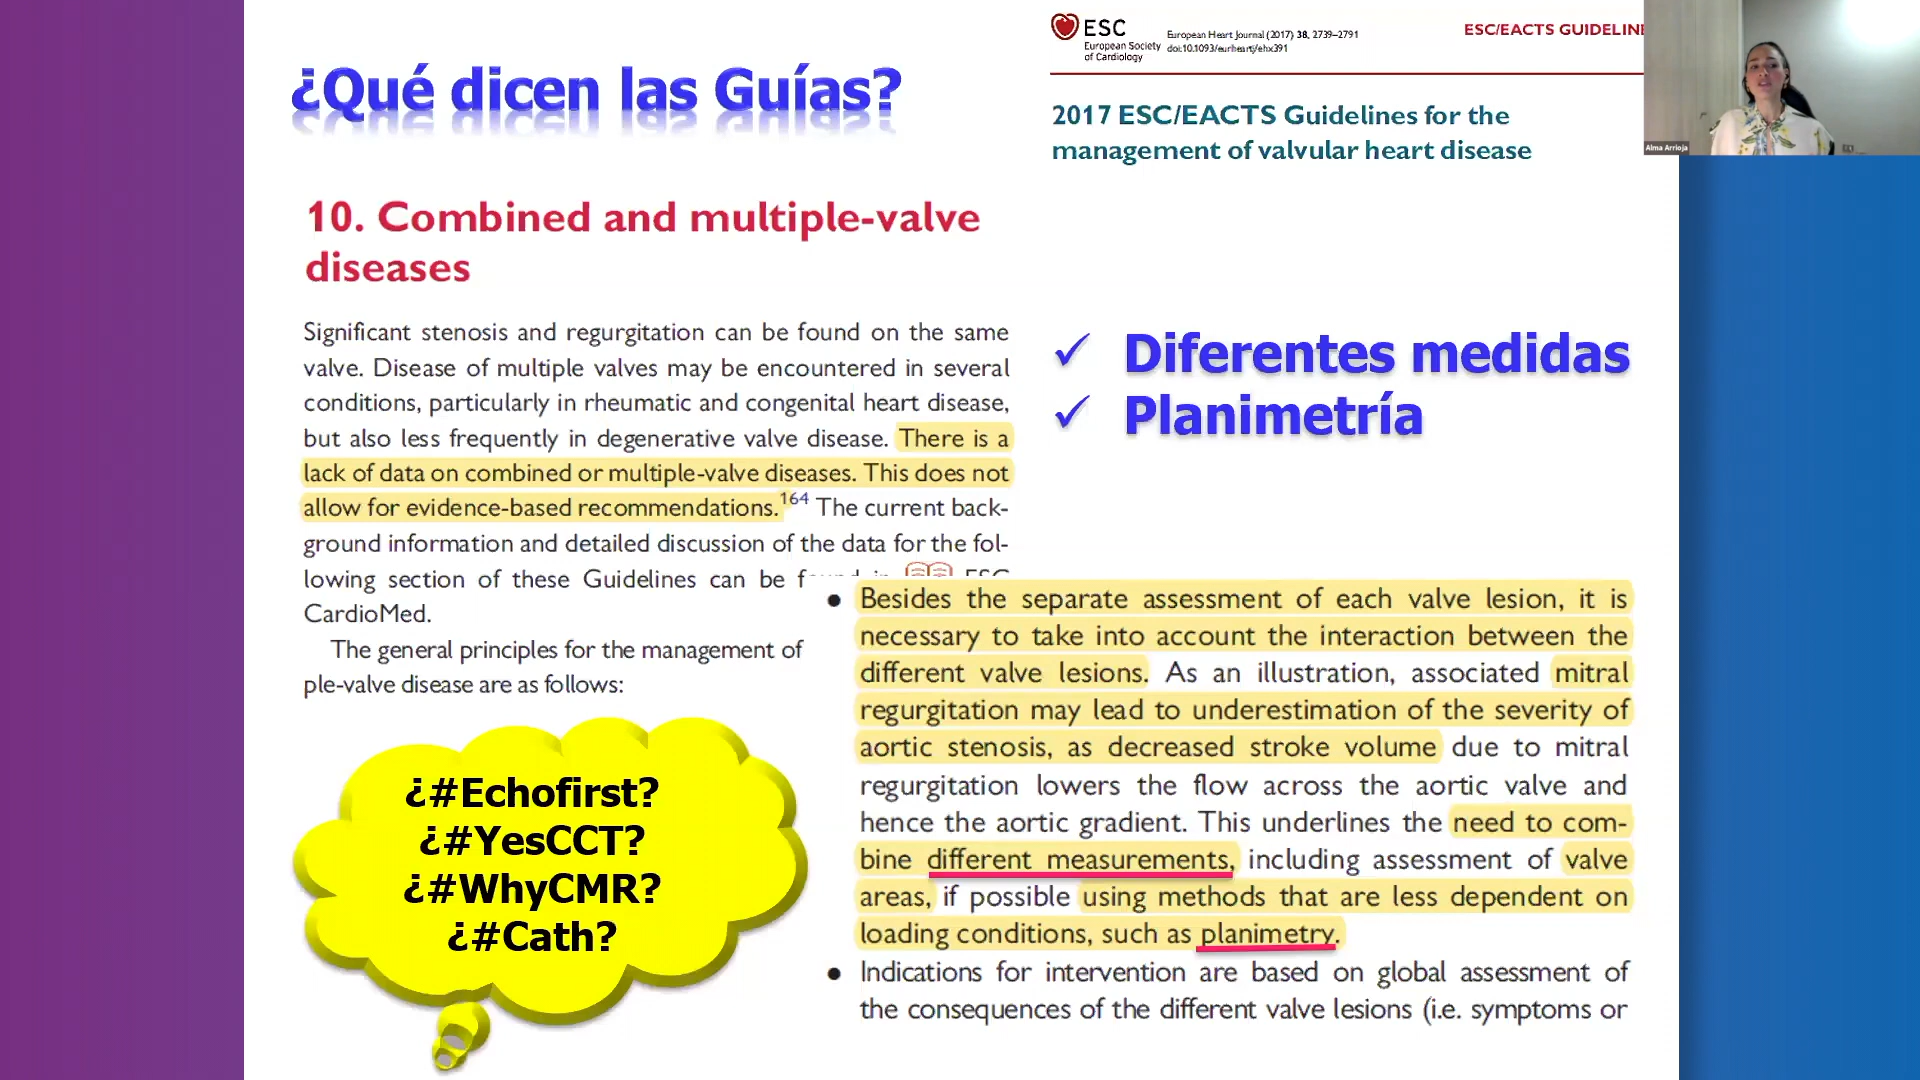 ¿Qué dicen las Guías?
ESC
European Society
of Cardiology
European Heart Journal (2017) 38, 2739–2791
doi:10.1093/eurheartj/ehx391
ESC/EACTS GUIDELINE
2017 ESC/EACTS Guidelines for the
management of valvular heart disease
Alma Arrioja
10. Combined and multiple-valve
diseases
Significant stenosis and regurgitation can be found on the same
valve. Disease of multiple valves may be encountered in several
conditions, particularly in rheumatic and congenital heart disease,
but also less frequently in degenerative valve disease. There is a
lack of data on combined or multiple-valve diseases. This does not
allow for evidence-based recommendations.164 The current back-
ground information and detailed discussion of the data for the fol-
lowing section of these Guidelines can be
CardioMed.
The general principles for the management of
ple-valve disease are as follows:
✓ Diferentes medidas
✓ Planimetría
● Besides the separate assessment of each valve lesion, it is
necessary to take into account the interaction between the
different valve lesions. As an illustration, associated mitral
regurgitation may lead to underestimation of the severity of
aortic stenosis, as decreased stroke volume due to mitral
regurgitation lowers the flow across the aortic valve and
hence the aortic gradient. This underlines the need to com-
bine different measurements, including assessment of valve
areas, if possible using methods that are less dependent on
loading conditions, such as planimetry.
● Indications for intervention are based on global assessment of
the consequences of the different valve lesions (i.e. symptoms or
¿#Echofirst?
¿#YesCCT?
¿#WhyCMR?
¿#Cath?